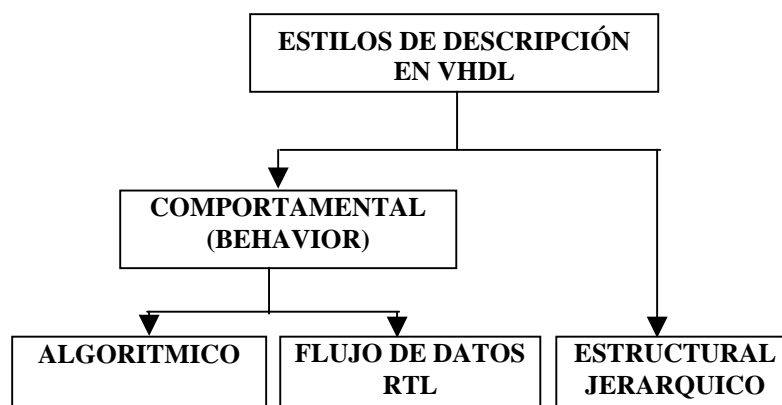 ESTILOS DE DESCRIPCIÓN
EN VHDL
COMPORTAMENTAL
(BEHAVIOR)
ALGORITMICO
FLUJO DE DATOS
RTL
ESTRUCTURAL
JERARQUICO